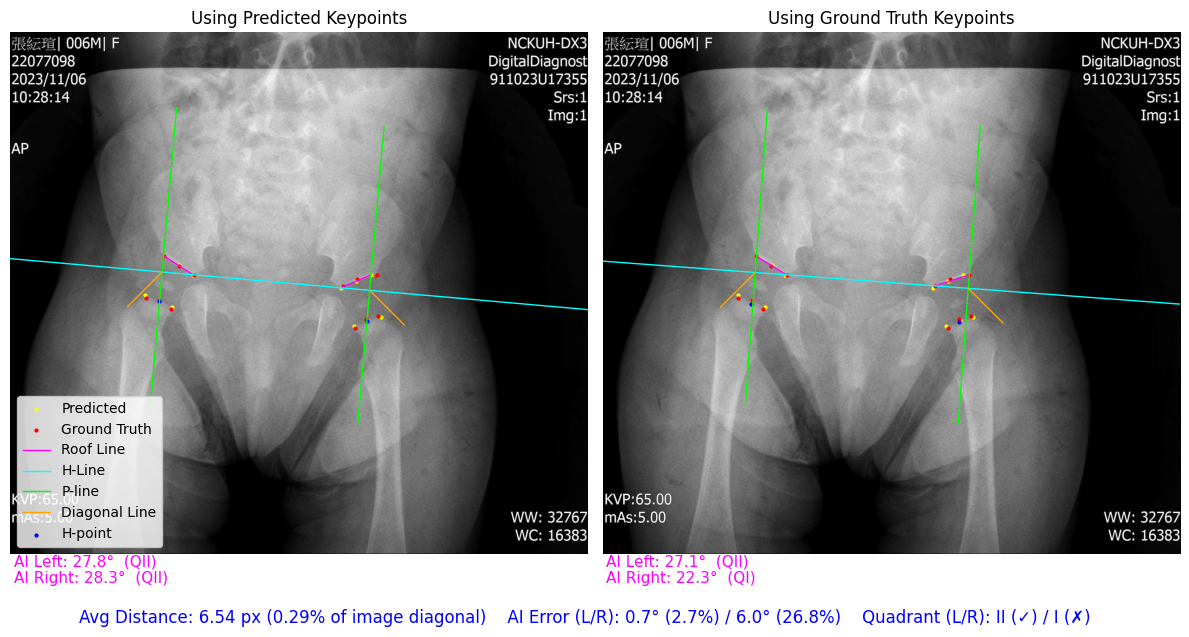 Using Predicted Keypoints
張紜瑄| 006M| F
22077098
2023/11/06
10:28:14
AP
NCKUH-DX3
DigitalDiagnost
911023U17355
Srs:1
Img:1
Predicted
Ground Truth
Roof Line
H-Line
P-line
Diagonal Line
H-point
KVP:65.00
mAs:5.00
WW: 32767
WC: 16383
AI Left: 27.8° (QII)
AI Right: 28.3° (QII)
Using Ground Truth Keypoints
張紜瑄| 006M| F
22077098
2023/11/06
10:28:14
AP
NCKUH-DX3
DigitalDiagnost
911023U17355
Srs:1
Img:1
KVP:65.00
mAs:5.00
WW: 32767
WC: 16383
AI Left: 27.1° (QII)
AI Right: 22.3° (QI)
Avg Distance: 6.54 px (0.29% of image diagonal) AI Error (L/R): 0.7° (2.7%) / 6.0° (26.8%) Quadrant (L/R): II (✓) / I (✗)